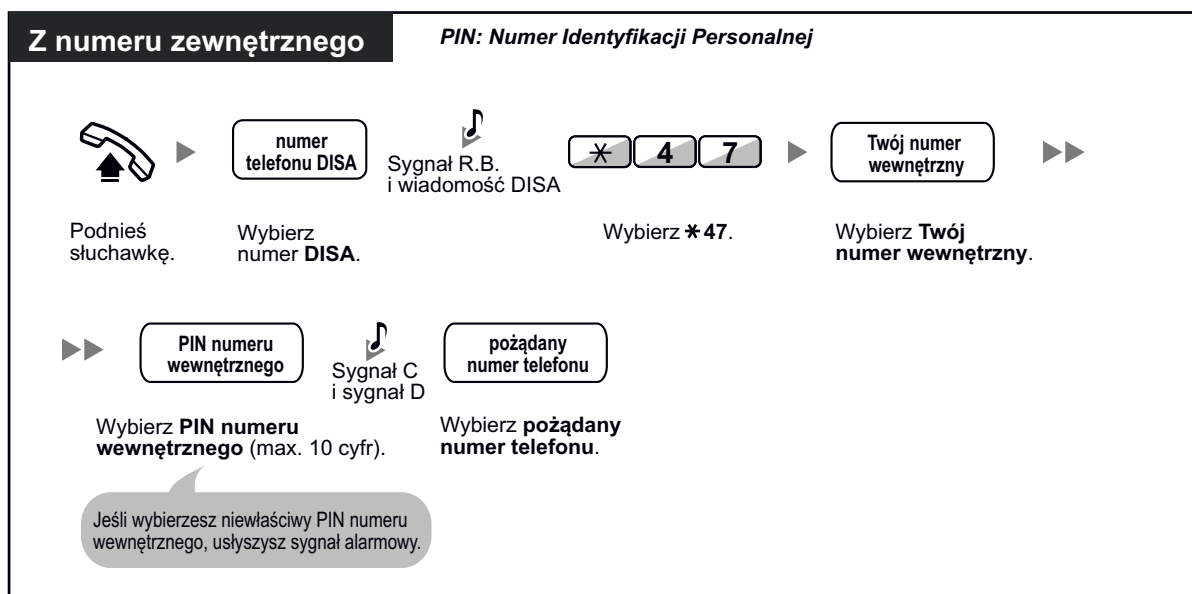 Z numeru zewnętrznego
PIN: Numer Identyfikacji Personalnej
numer
telefonu DISA
Sygnał R.B.
i wiadomość DISA
* 4 7
Twój numer
wewnętrzny
Podnieś
słuchawkę.
Wybierz
numer DISA.
Wybierz *47.
Wybierz Twój
numer wewnętrzny.
PIN numeru
wewnętrznego
Sygnał C
i sygnał D
pożądany
numer telefonu
Wybierz PIN numeru
wewnętrznego (max. 10 cyfr).
Wybierz pożądany
numer telefonu.
Jeśli wybierzesz niewłaściwy PIN numeru
wewnętrznego, usłyszysz sygnał alarmowy.